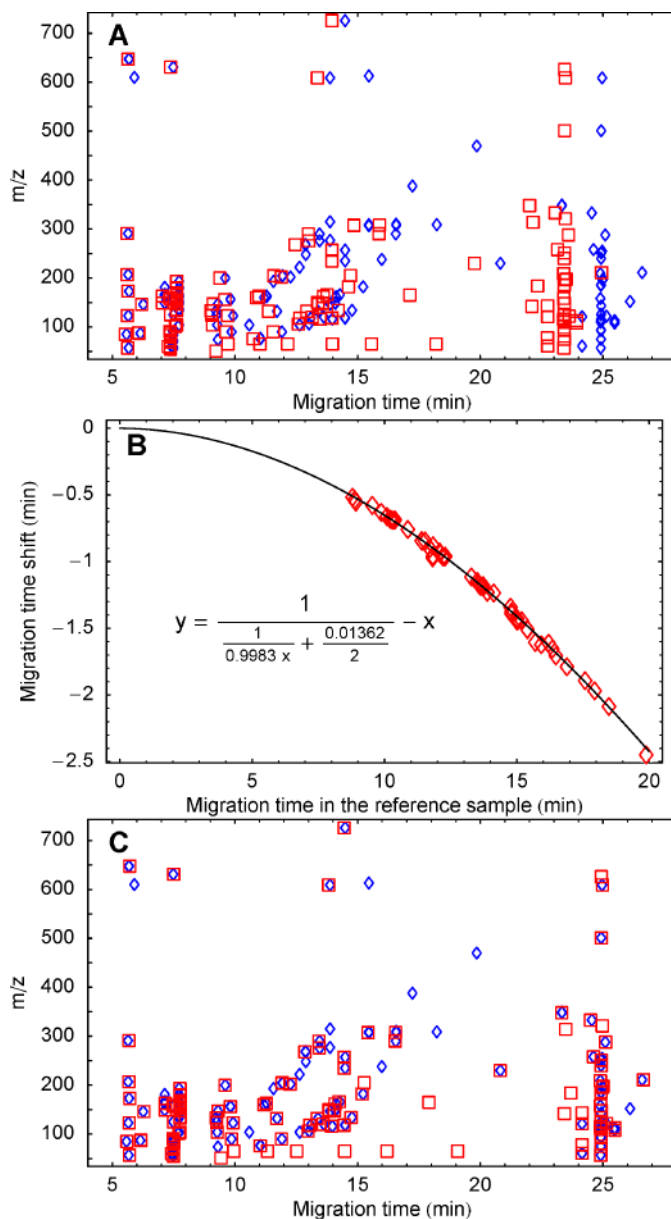 A
700
600
500
400
300
200
100
m/z
5 10 15 20 25
Migration time (min)
B
0
−0.5
−1
−1.5
−2
−2.5
Migration time shift (min)
y = 1 / (1 / 0.9983 x + 0.01362 / 2) − x
0 5 10 15 20
Migration time in the reference sample (min)
C
700
600
500
400
300
200
100
m/z
5 10 15 20 25
Migration time (min)